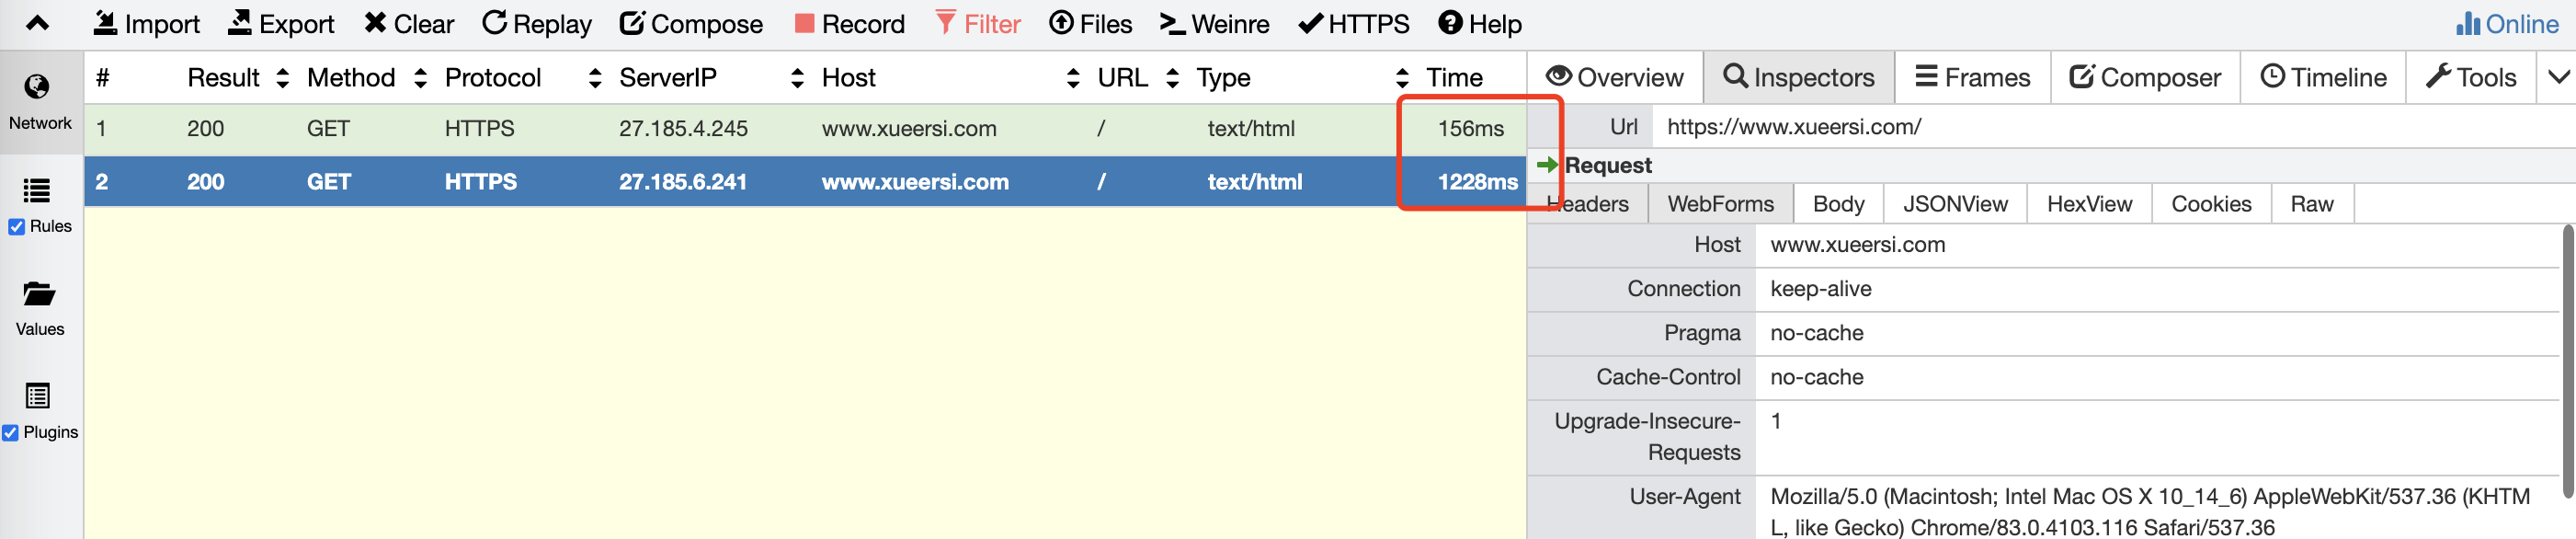 Import Export Clear Replay Compose Record Filter Files Weinre HTTPS Help Online
Network
Rules
Values
Plugins
# Result Method Protocol ServerIP Host URL Type Time
1 200 GET HTTPS 27.185.4.245 www.xueersi.com / text/html 156ms
2 200 GET HTTPS 27.185.6.241 www.xueersi.com / text/html 1228ms
Overview Inspectors Frames Composer Timeline Tools
Url https://www.xueersi.com/
Request
Headers WebForms Body JSONView HexView Cookies Raw
Host www.xueersi.com
Connection keep-alive
Pragma no-cache
Cache-Control no-cache
Upgrade-Insecure- 1
Requests
User-Agent Mozilla/5.0 (Macintosh; Intel Mac OS X 10_14_6) AppleWebKit/537.36 (KHTM
L, like Gecko) Chrome/83.0.4103.116 Safari/537.36